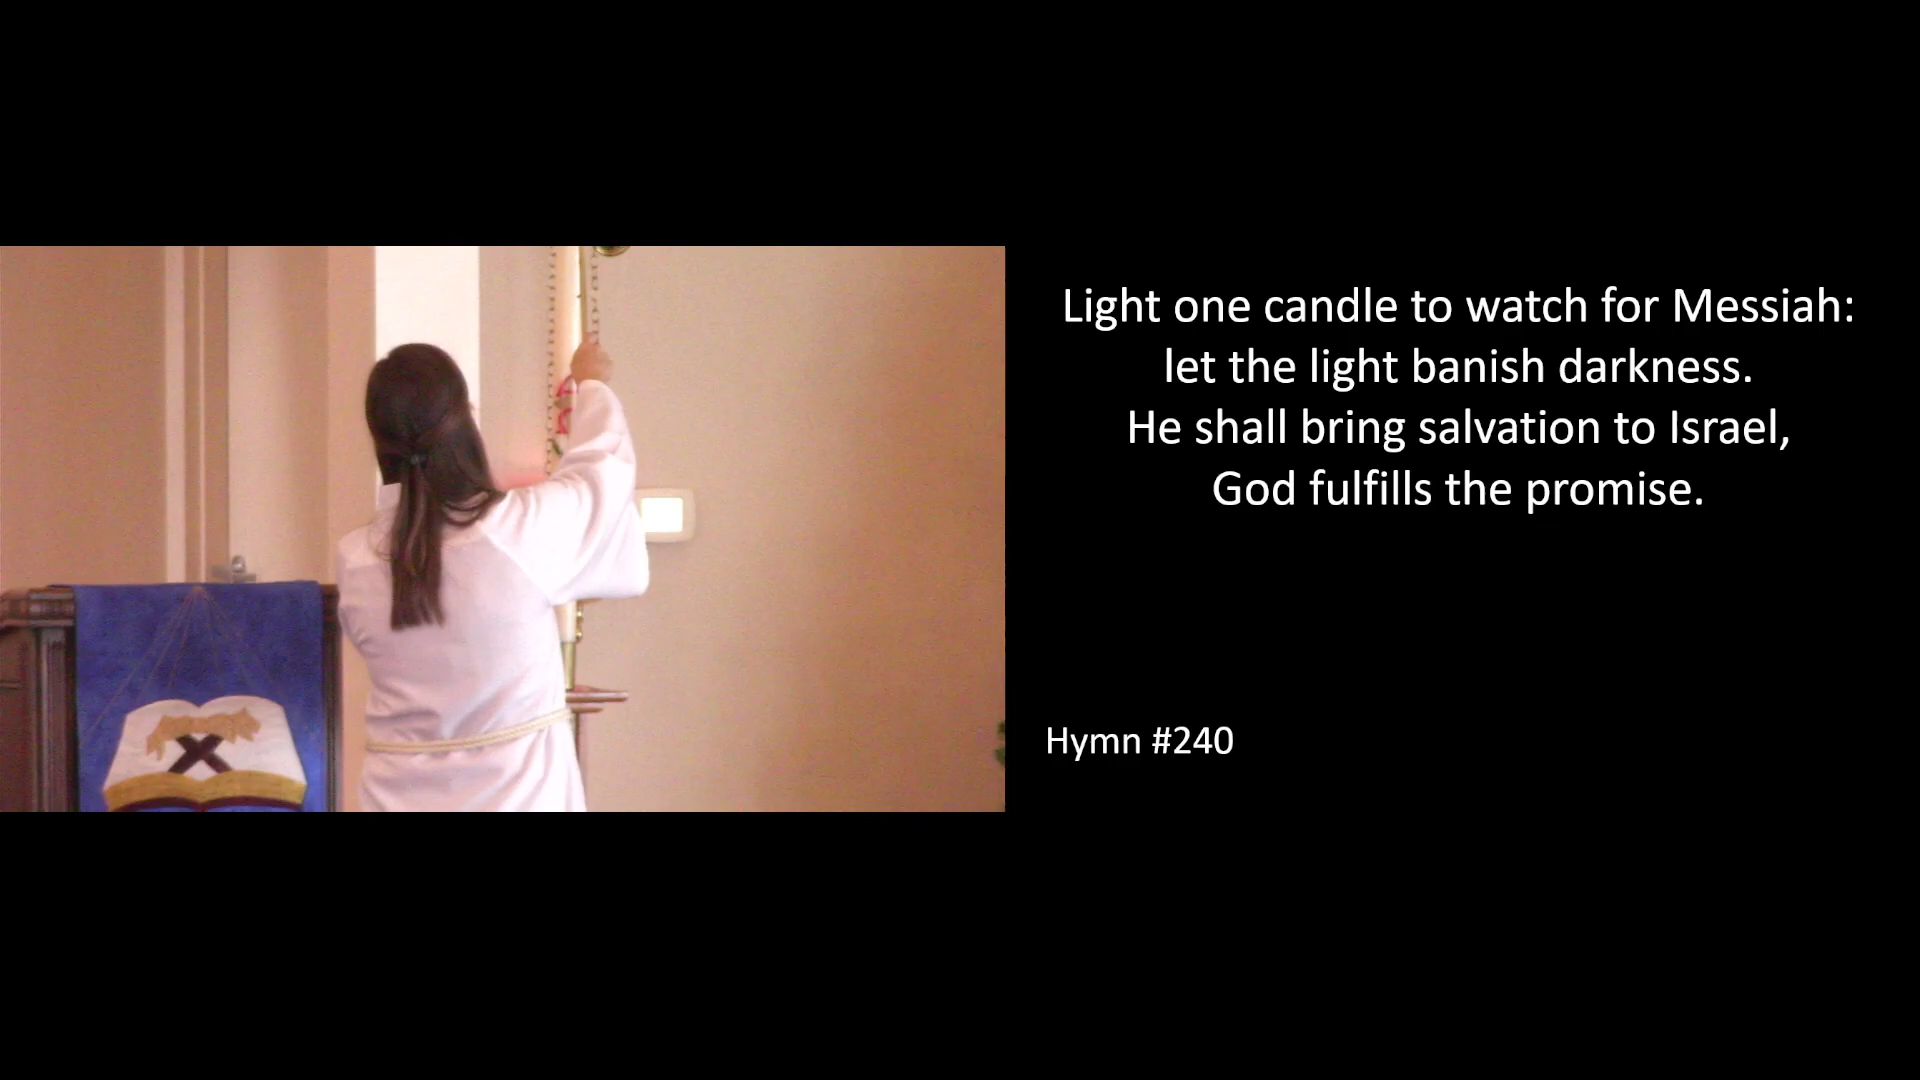 Light one candle to watch for Messiah:
let the light banish darkness.
He shall bring salvation to Israel,
God fulfills the promise.
Hymn #240